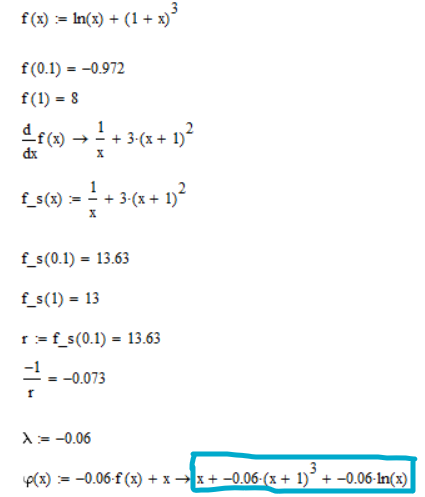 f(x) := ln(x) + (1 + x)^3
f(0.1) = −0.972
f(1) = 8
d/dx f(x) → 1/x + 3·(x + 1)^2
f_s(x) := 1/x + 3·(x + 1)^2
f_s(0.1) = 13.63
f_s(1) = 13
r := f_s(0.1) = 13.63
−1/r = −0.073
λ := −0.06
φ(x) := −0.06·f(x) + x → x + −0.06·(x + 1)^3 + −0.06·ln(x)